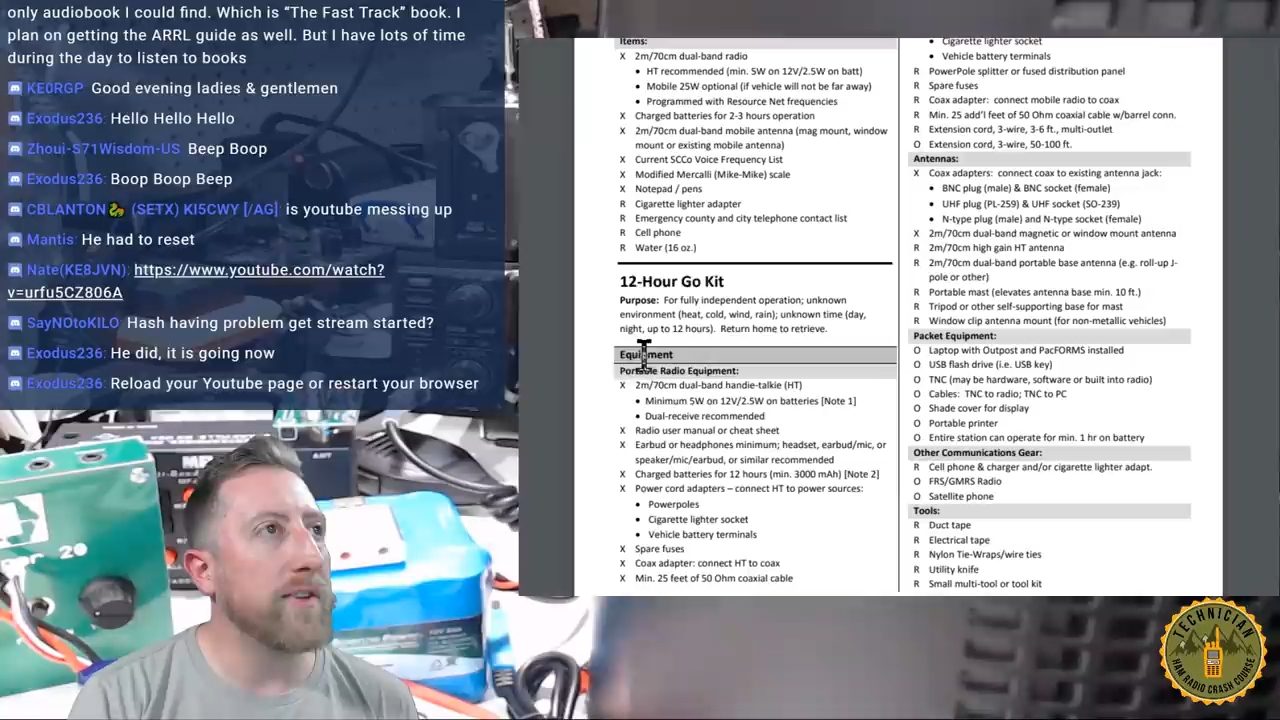 only audiobook I could find. Which is “The Fast Track” book. I
plan on getting the ARRL guide as well. But I have lots of time
during the day to listen to books
KE0RGP Good evening ladies & gentlemen
Exodus236: Hello Hello Hello
Zhoui-S71Wisdom-US Beep Boop
Exodus236: Boop Boop Beep
CBLANTON🐍 (SETX) KI5CWY [/AG] is youtube messing up
Mantis: He had to reset
Nate(KE8JVN): https://www.youtube.com/watch?
v=urfu5CZ806A
SayNOtoKILO: Hash having problem get stream started?
Exodus236: He did, it is going now
Exodus236: Reload your Youtube page or restart your browser
Items:
X 2m/70cm dual-band radio
• HT recommended (min. 5W on 12V/2.5W on batt)
• Mobile 25W optional (if vehicle will not be far away)
• Programmed with Resource Net frequencies
X Charged batteries for 2-3 hours operation
X 2m/70cm dual-band mobile antenna (mag mount, window
mount or existing mobile antenna)
X Current SCCo Voice Frequency List
X Modified Mercalli (Mike-Mike) scale
X Notepad / pens
R Cigarette lighter adapter
R Emergency county and city telephone contact list
R Cell phone
R Water (16 oz.)
12-Hour Go Kit
Purpose: For fully independent operation; unknown
environment (heat, cold, wind, rain); unknown time (day,
night, up to 12 hours). Return home to retrieve.
Equipment
Portable Radio Equipment:
X 2m/70cm dual-band handie-talkie (HT)
• Minimum 5W on 12V/2.5W on batteries [Note 1]
• Dual-receive recommended
X Radio user manual or cheat sheet
X Earbud or headphones minimum; headset, earbud/mic, or
speaker/mic/earbud, or similar recommended
X Charged batteries for 12 hours (min. 3000 mAh) [Note 2]
X Power cord adapters – connect HT to power sources:
• Powerpoles
• Cigarette lighter socket
• Vehicle battery terminals
X Spare fuses
X Coax adapter: connect HT to coax
X Min. 25 feet of 50 Ohm coaxial cable
• Cigarette lighter socket
• Vehicle battery terminals
R PowerPole splitter or fused distribution panel
R Spare fuses
R Coax adapter: connect mobile radio to coax
R Min. 25 add’l feet of 50 Ohm coaxial cable w/barrel conn.
R Extension cord, 3-wire, 3-6 ft., multi-outlet
O Extension cord, 3-wire, 50-100 ft.
Antennas:
X Coax adapters: connect coax to existing antenna jack:
• BNC plug (male) & BNC socket (female)
• UHF plug (PL-259) & UHF socket (SO-239)
• N-type plug (male) and N-type socket (female)
X 2m/70cm dual-band magnetic or window mount antenna
R 2m/70cm high gain HT antenna
R 2m/70cm dual-band portable base antenna (e.g. roll-up J-
pole or other)
R Portable mast (elevates antenna base min. 10 ft.)
R Tripod or other self-supporting base for mast
R Window clip antenna mount (for non-metallic vehicles)
Packet Equipment:
O Laptop with Outpost and PacFORMS installed
O USB flash drive (i.e. USB key)
O TNC (may be hardware, software or built into radio)
O Cables: TNC to radio; TNC to PC
O Shade cover for display
O Portable printer
O Entire station can operate for min. 1 hr on battery
Other Communications Gear:
R Cell phone & charger and/or cigarette lighter adapt.
O FRS/GMRS Radio
O Satellite phone
Tools:
R Duct tape
R Electrical tape
R Nylon Tie-Wraps/wire ties
R Utility knife
R Small multi-tool or tool kit
20
TECHNICIAN
HAM RADIO CRASH COURSE